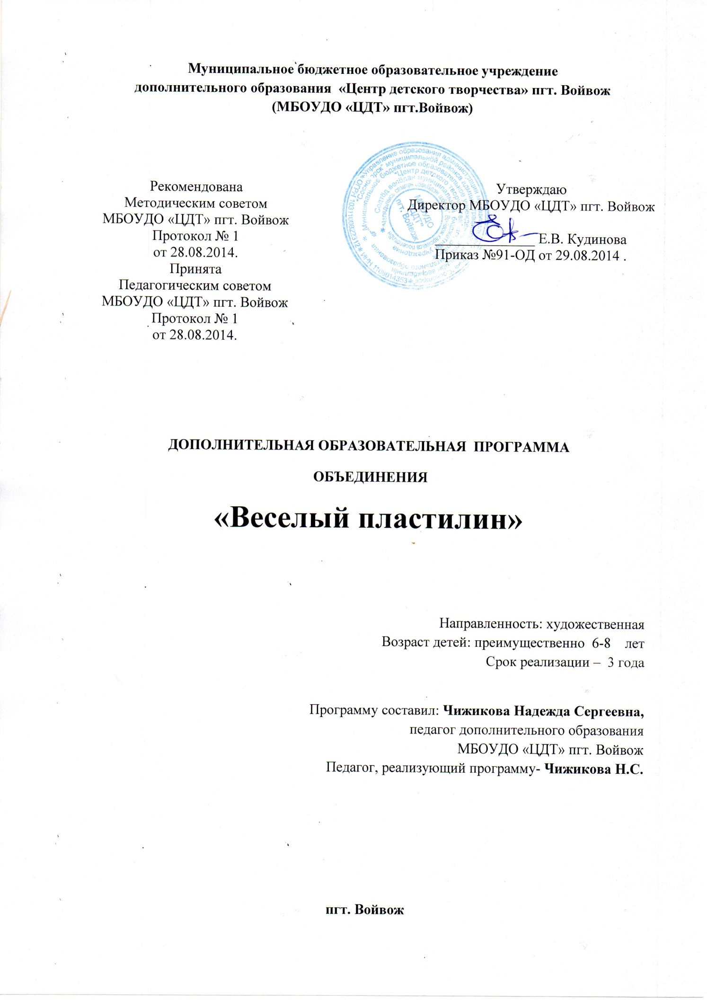 Муниципальное бюджетное образовательное учреждение
дополнительного образования «Центр детского творчества» пгт. Войвож
(МБОУДО «ЦДТ» пгт.Войвож)
Рекомендована
Методическим советом
МБОУДО «ЦДТ» пгт. Войвож
Протокол № 1
от 28.08.2014.
Принята
Педагогическим советом
МБОУДО «ЦДТ» пгт. Войвож
Протокол № 1
от 28.08.2014.
Утверждаю
Директор МБОУДО «ЦДТ» пгт. Войвож
Е.В. Кудинова
Приказ №91-ОД от 29.08.2014 .
МБОУДО
"ЦДТ"
пгт. Войвож
ДОПОЛНИТЕЛЬНАЯ ОБРАЗОВАТЕЛЬНАЯ ПРОГРАММА
ОБЪЕДИНЕНИЯ
«Веселый пластилин»
Направленность: художественная
Возраст детей: преимущественно 6-8 лет
Срок реализации – 3 года
Программу составил: Чижикова Надежда Сергеевна,
педагог дополнительного образования
МБОУДО «ЦДТ» пгт. Войвож
Педагог, реализующий программу- Чижикова Н.С.
пгт. Войвож